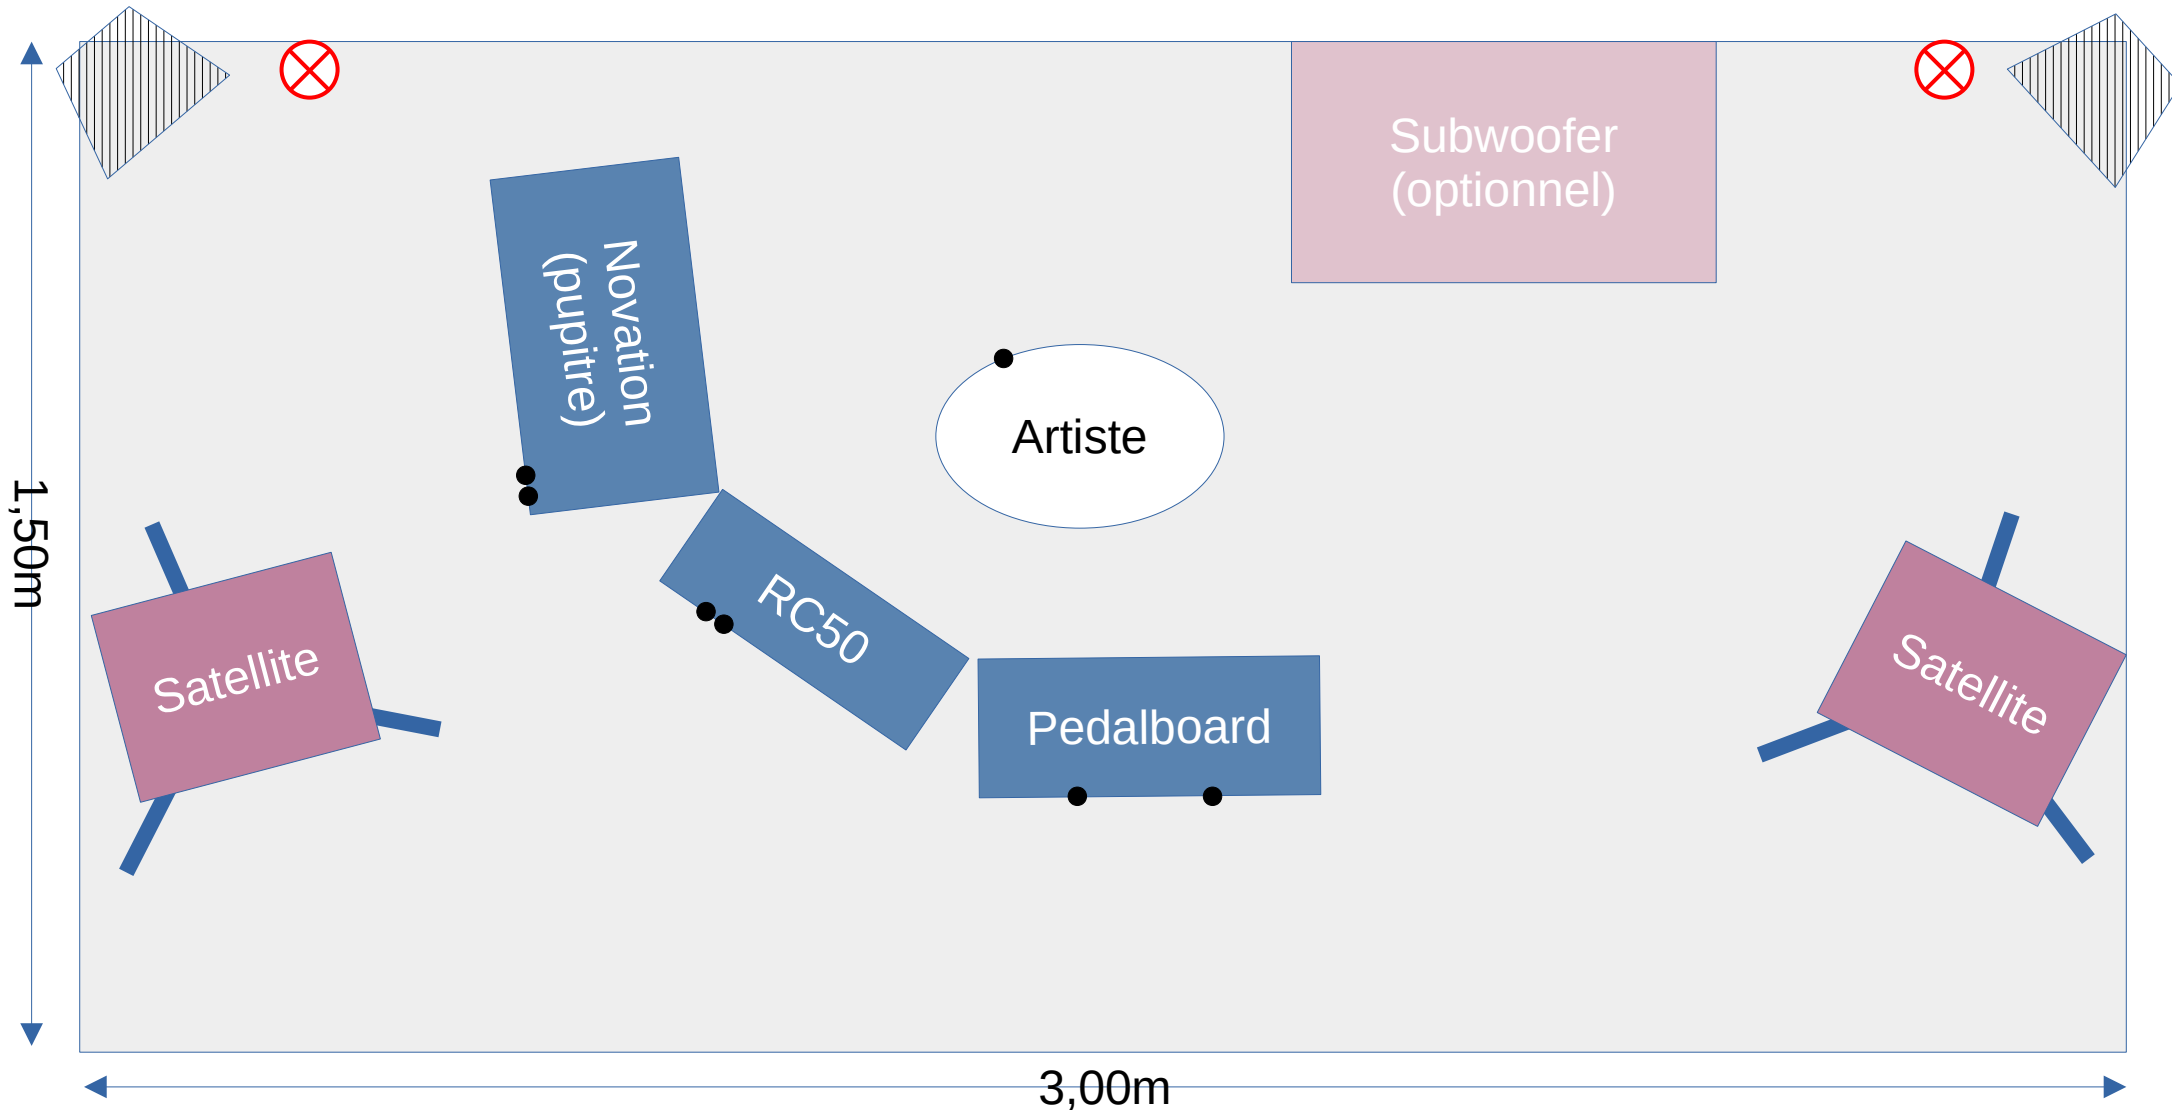 Subwoofer
(optionnel)
Novation
(pupitre)
Artiste
1,50m
RC50
Satellite
Satellite
Pedalboard
3,00m